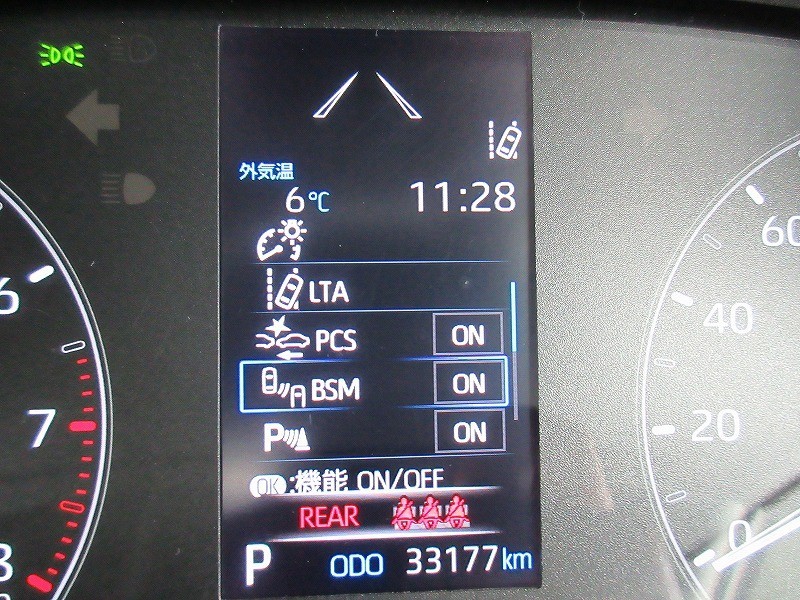 外気温
6℃ 11:28
LTA
PCS ON
BSM ON
P ON
OK:機能 ON/OFF
REAR
P ODO 33177km
6
7
8
60
40
20
0